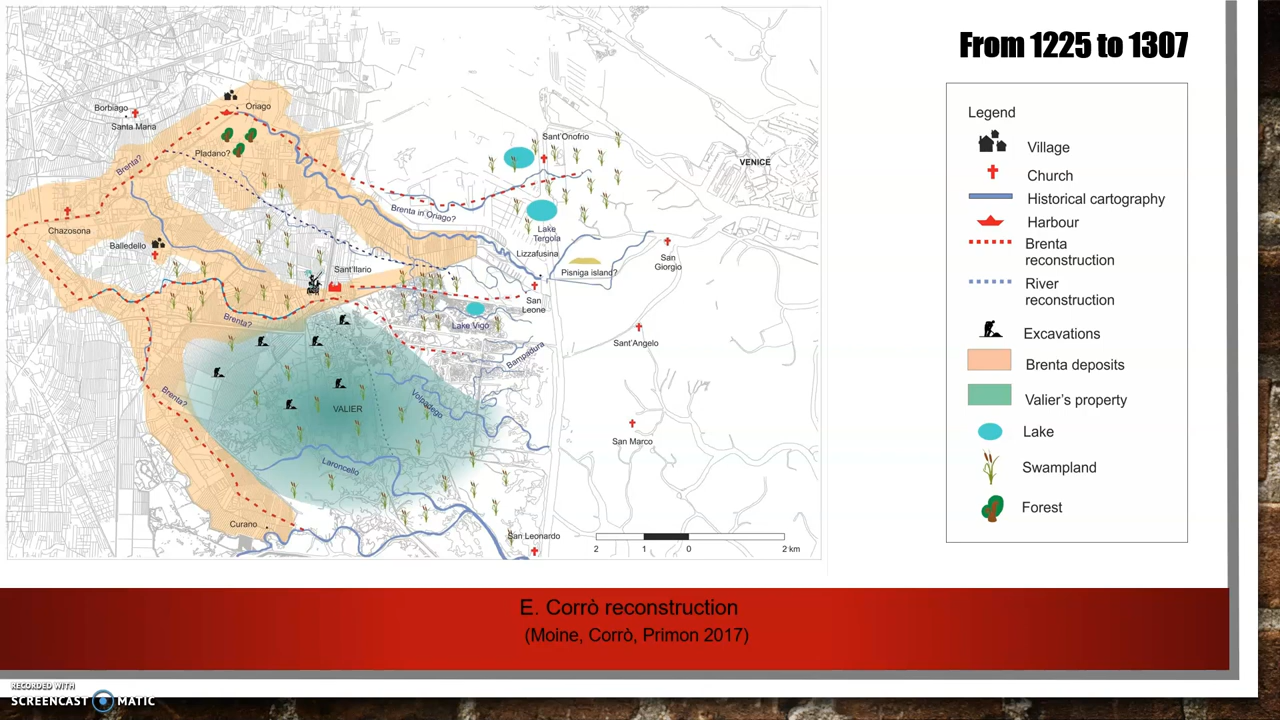 From 1225 to 1307
Borbiago
Santa Maria
Oriago
Pladano?
Brenta?
Sant'Onofrio
VENICE
Chazosona
Balledello
Brenta in Oriago?
Lake
Tergola
Lizzafusina
Pisniga island?
San
Giorgio
Sant'Ilario
San
Leone
Brenta?
Lake Vigo
Sant'Angelo
Bampadura
Brenta?
VALIER
Volpadego
San Marco
Laroncello
Curano
San Leonardo
2 1 0 2 km
Legend
Village
Church
Historical cartography
Harbour
Brenta
reconstruction
River
reconstruction
Excavations
Brenta deposits
Valier's property
Lake
Swampland
Forest
E. Corrò reconstruction
(Moine, Corrò, Primon 2017)
RECORDED WITH
SCREENCAST MATIC